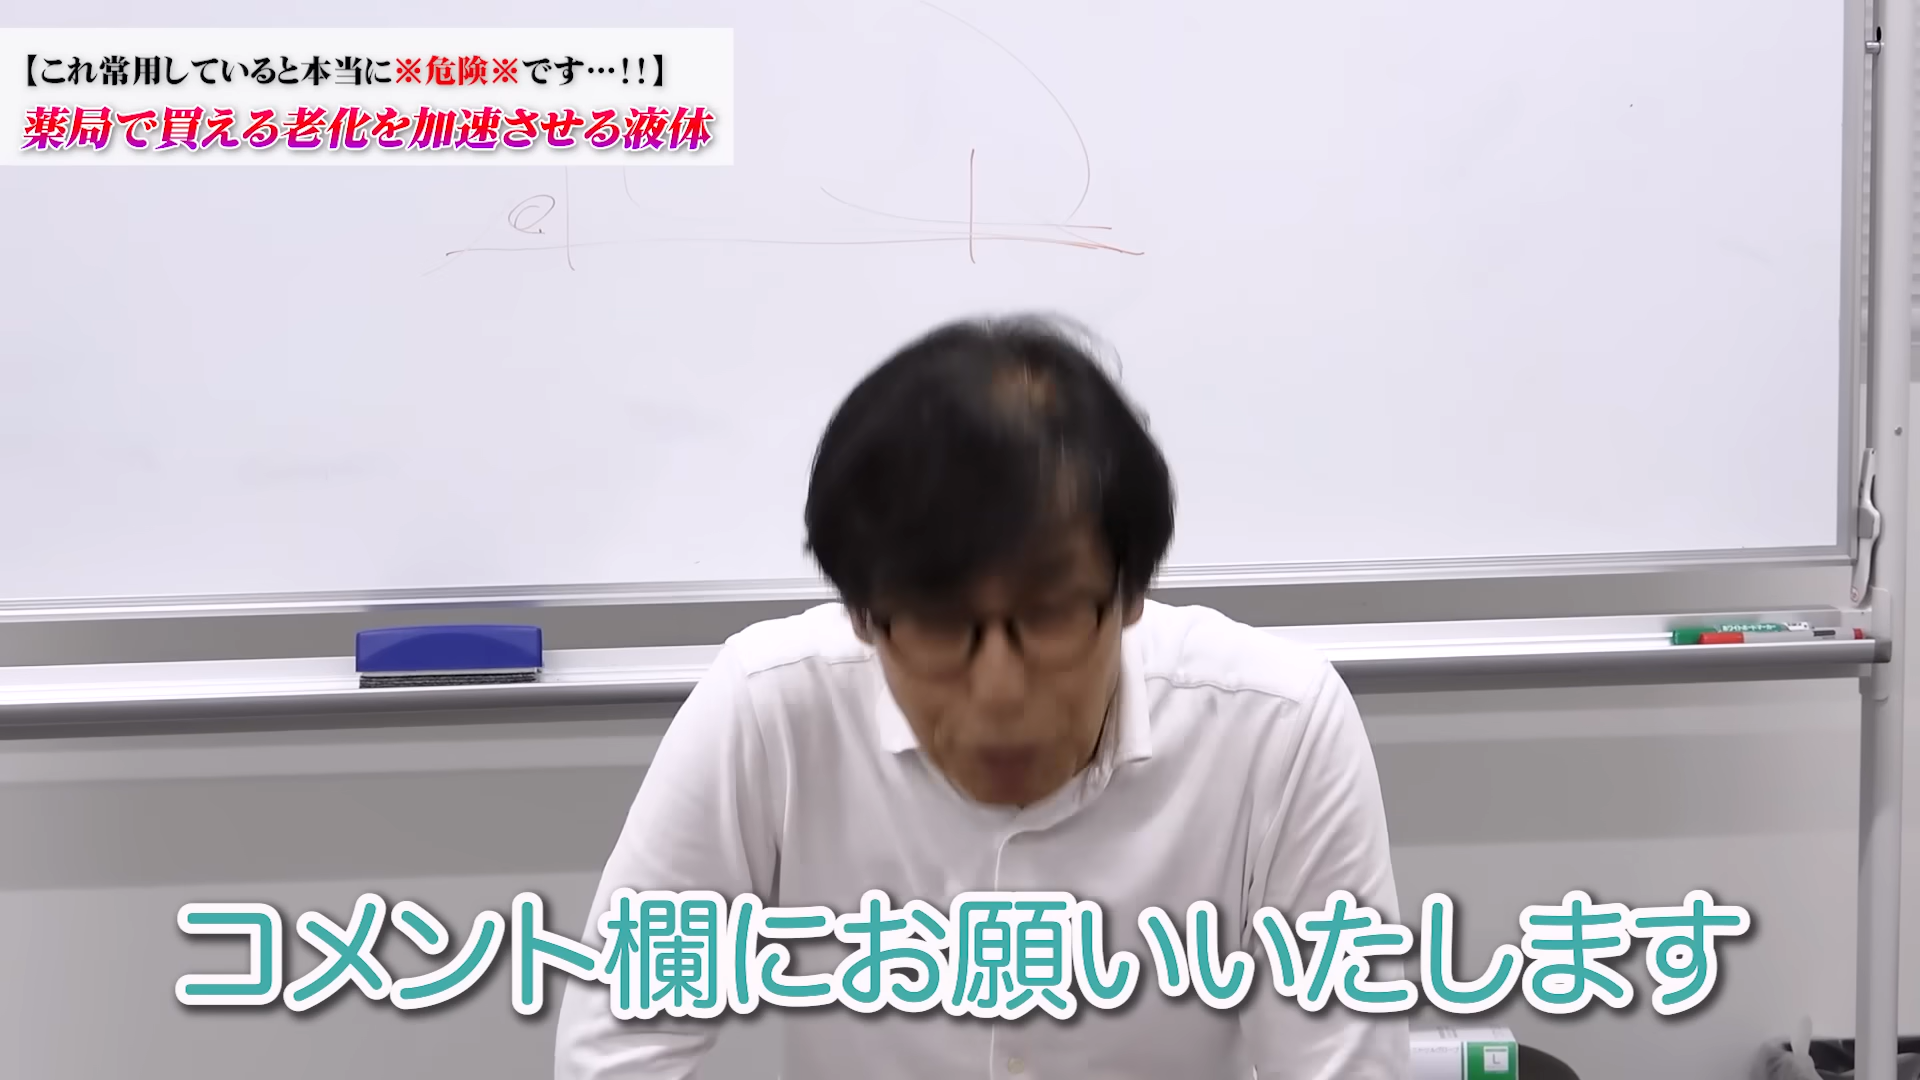 【これ常用していると本当に※危険※です…!!】
薬局で買える老化を加速させる液体
コメント欄にお願いいたします
L